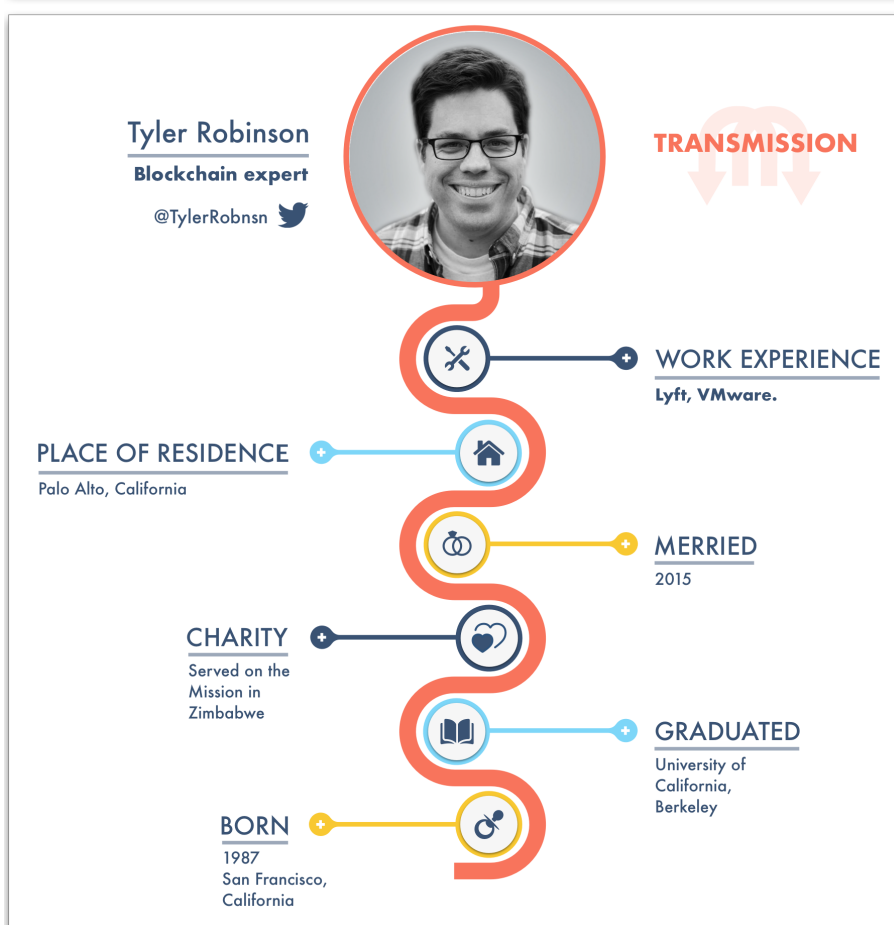 Tyler Robinson
Blockchain expert
@TylerRobnsn
TRANSMISSION
WORK EXPERIENCE
Lyft, VMware.
PLACE OF RESIDENCE
Palo Alto, California
MERRIED
2015
CHARITY
Served on the
Mission in
Zimbabwe
GRADUATED
University of
California,
Berkeley
BORN
1987
San Francisco,
California